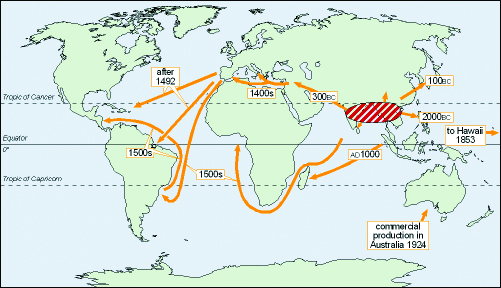 after
1492
1400s
300BC
100BC
Tropic of Cancer
2000BC
to Hawaii
1853
Equator
0°
1500s
AD1000
1500s
Tropic of Capricorn
commercial
production in
Australia 1924